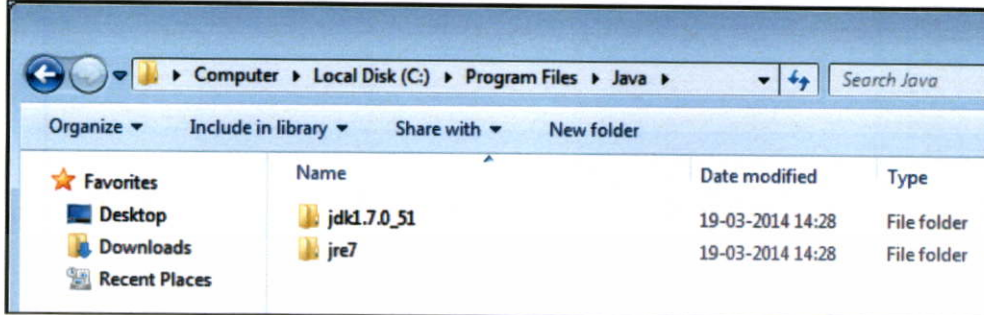 Computer ▸ Local Disk (C:) ▸ Program Files ▸ Java ▸ Search Java
Organize ▾ Include in library ▾ Share with ▾ New folder
Favorites
Desktop
Downloads
Recent Places
Name Date modified Type
jdk1.7.0_51 19-03-2014 14:28 File folder
jre7 19-03-2014 14:28 File folder